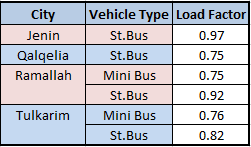 City Vehicle Type Load Factor
Jenin St.Bus 0.97
Qalqelia St.Bus 0.75
Ramallah Mini Bus 0.75
St.Bus 0.92
Tulkarim Mini Bus 0.76
St.Bus 0.82